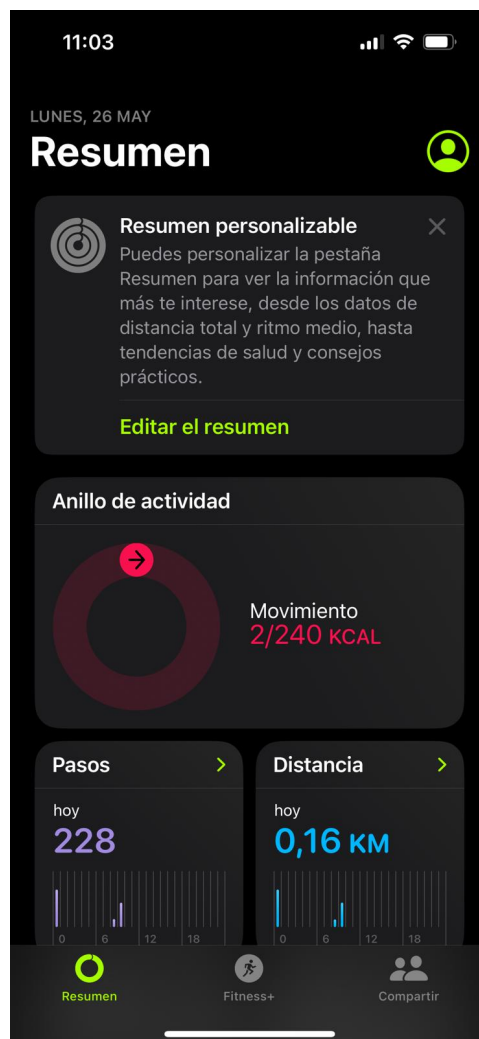 11:03
LUNES, 26 MAY
Resumen
Resumen personalizable
Puedes personalizar la pestaña
Resumen para ver la información que
más te interese, desde los datos de
distancia total y ritmo medio, hasta
tendencias de salud y consejos
prácticos.
Editar el resumen
Anillo de actividad
Movimiento
2/240 KCAL
Pasos
hoy
228
0 6 12 18
Distancia
hoy
0,16 KM
0 6 12 18
Resumen
Fitness+
Compartir